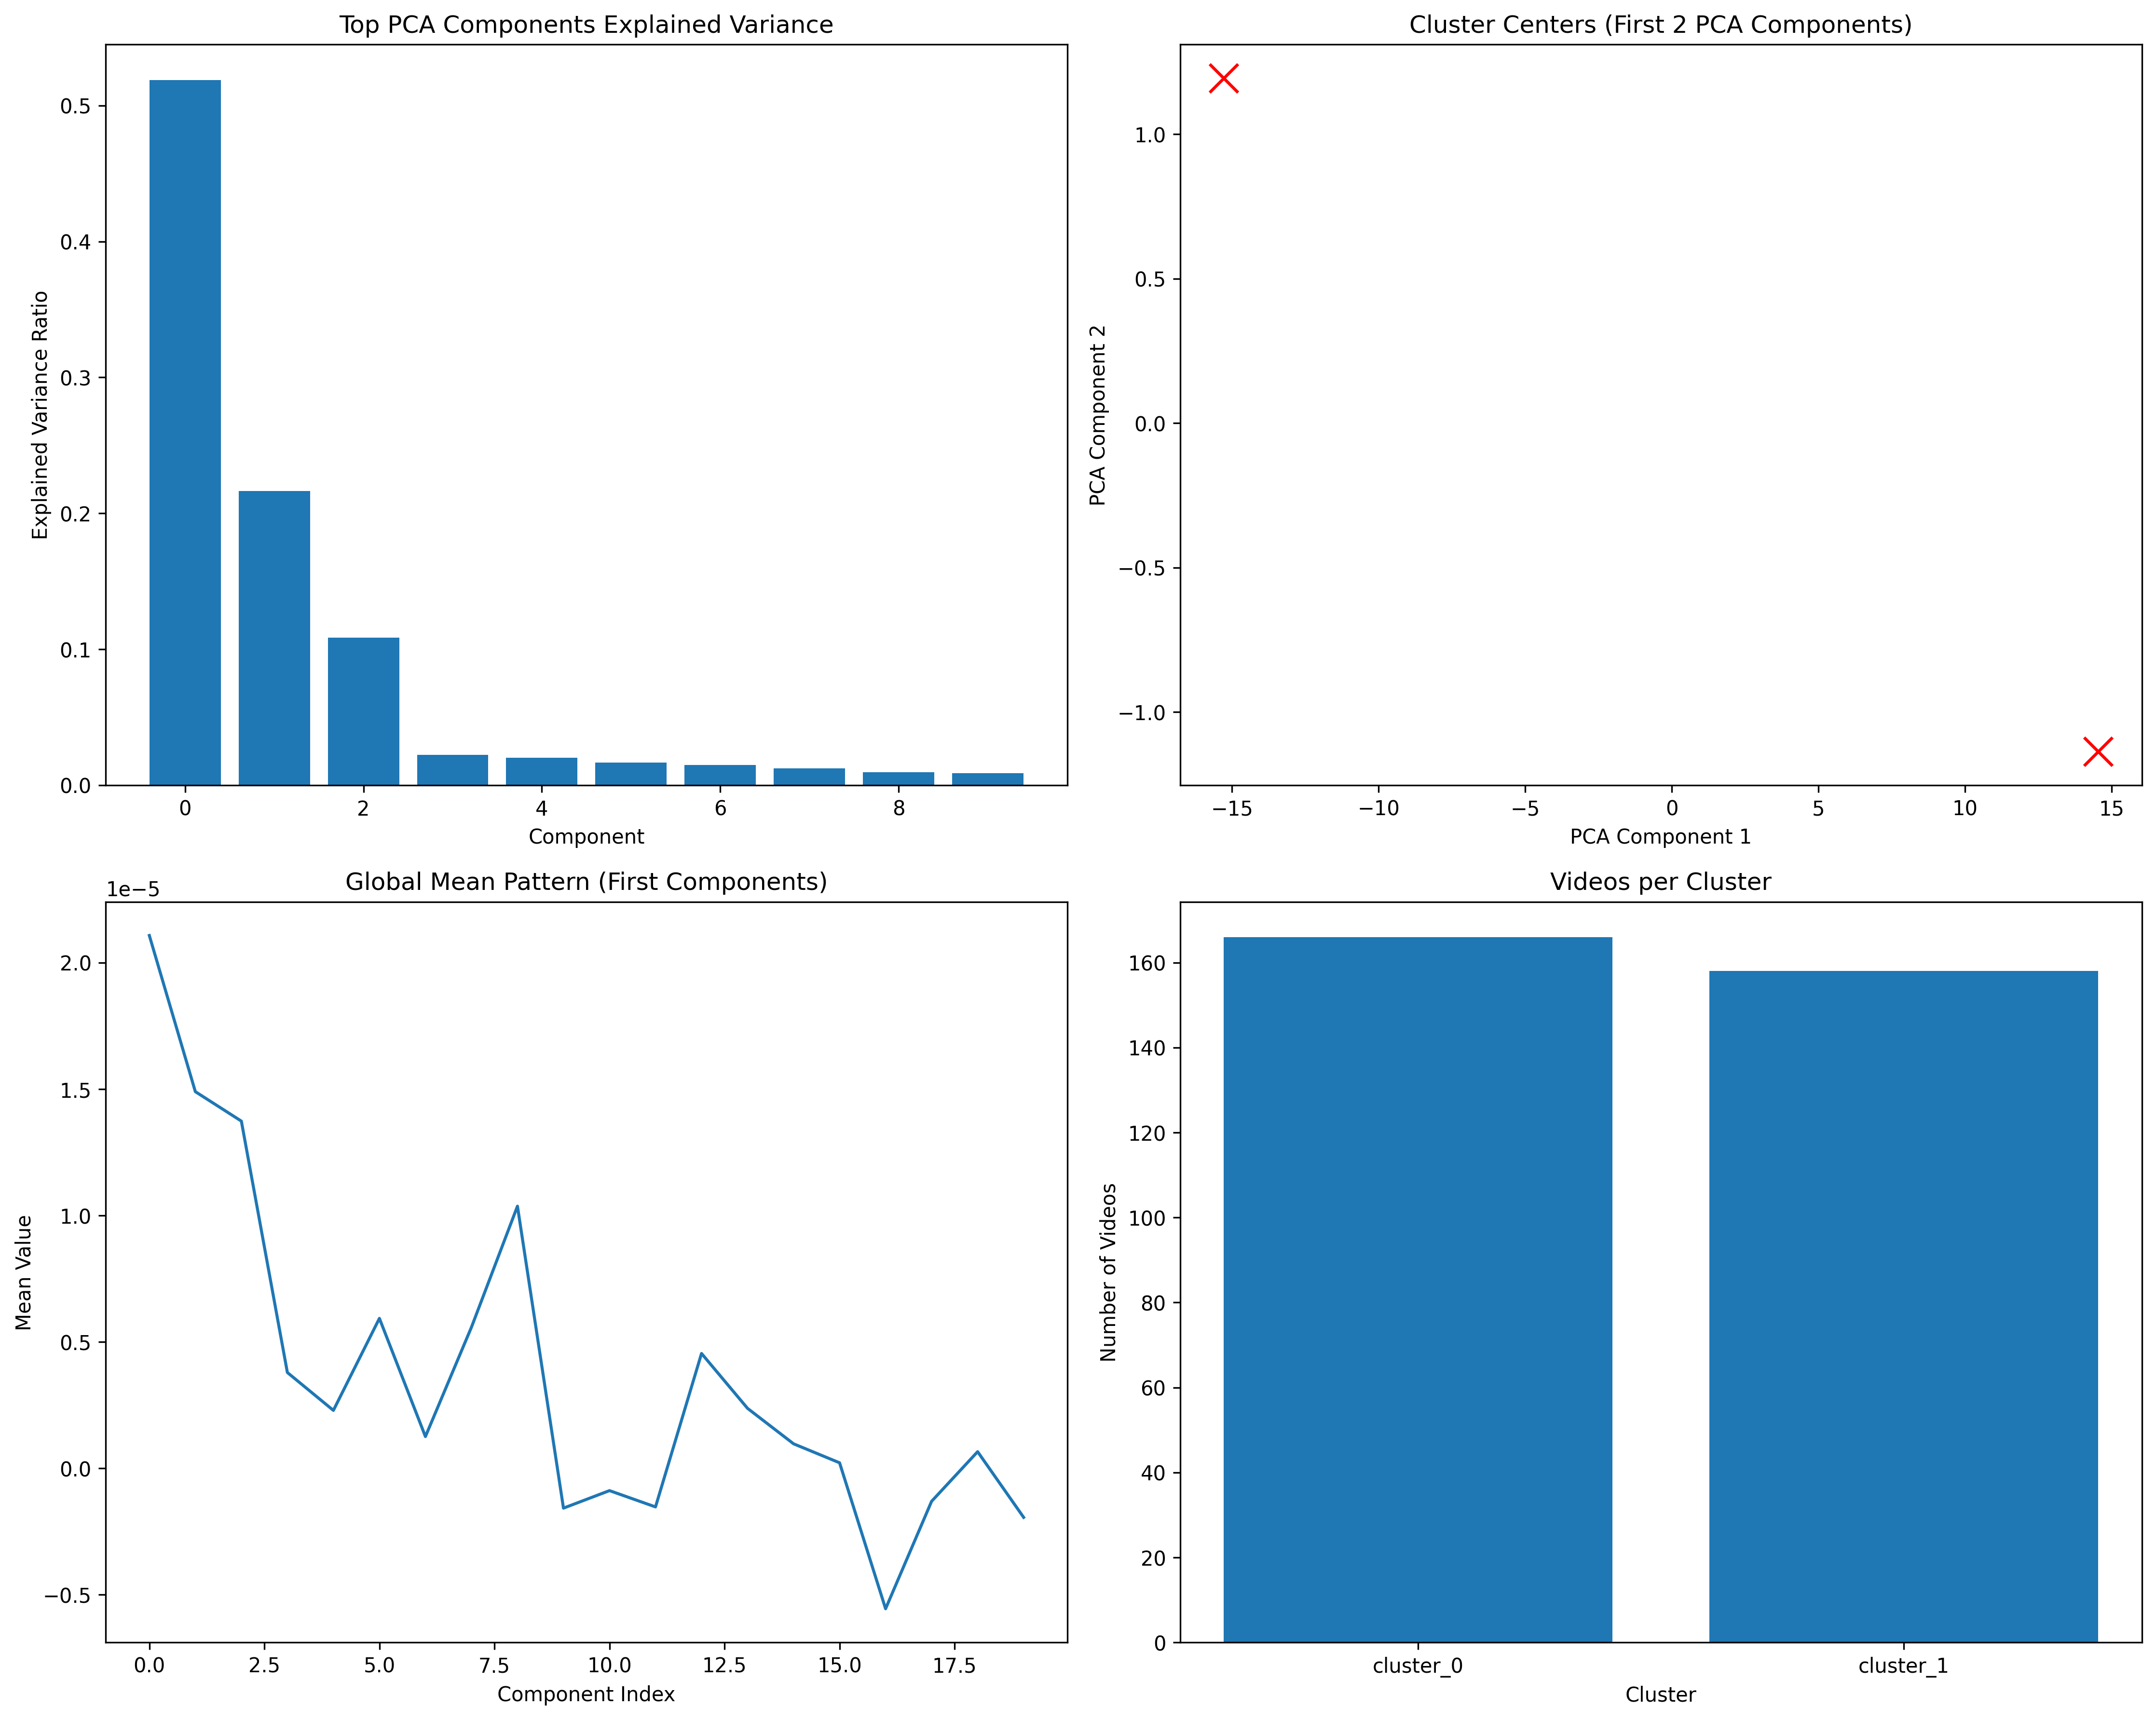 Top PCA Components Explained Variance
Explained Variance Ratio
0.5
0.4
0.3
0.2
0.1
0.0
0 2 4 6 8
Component
Cluster Centers (First 2 PCA Components)
PCA Component 2
1.0
0.5
0.0
−0.5
−1.0
−15 −10 −5 0 5 10 15
PCA Component 1
Global Mean Pattern (First Components)
1e−5
Mean Value
2.0
1.5
1.0
0.5
0.0
−0.5
0.0 2.5 5.0 7.5 10.0 12.5 15.0 17.5
Component Index
Videos per Cluster
Number of Videos
160
140
120
100
80
60
40
20
0
cluster_0 cluster_1
Cluster